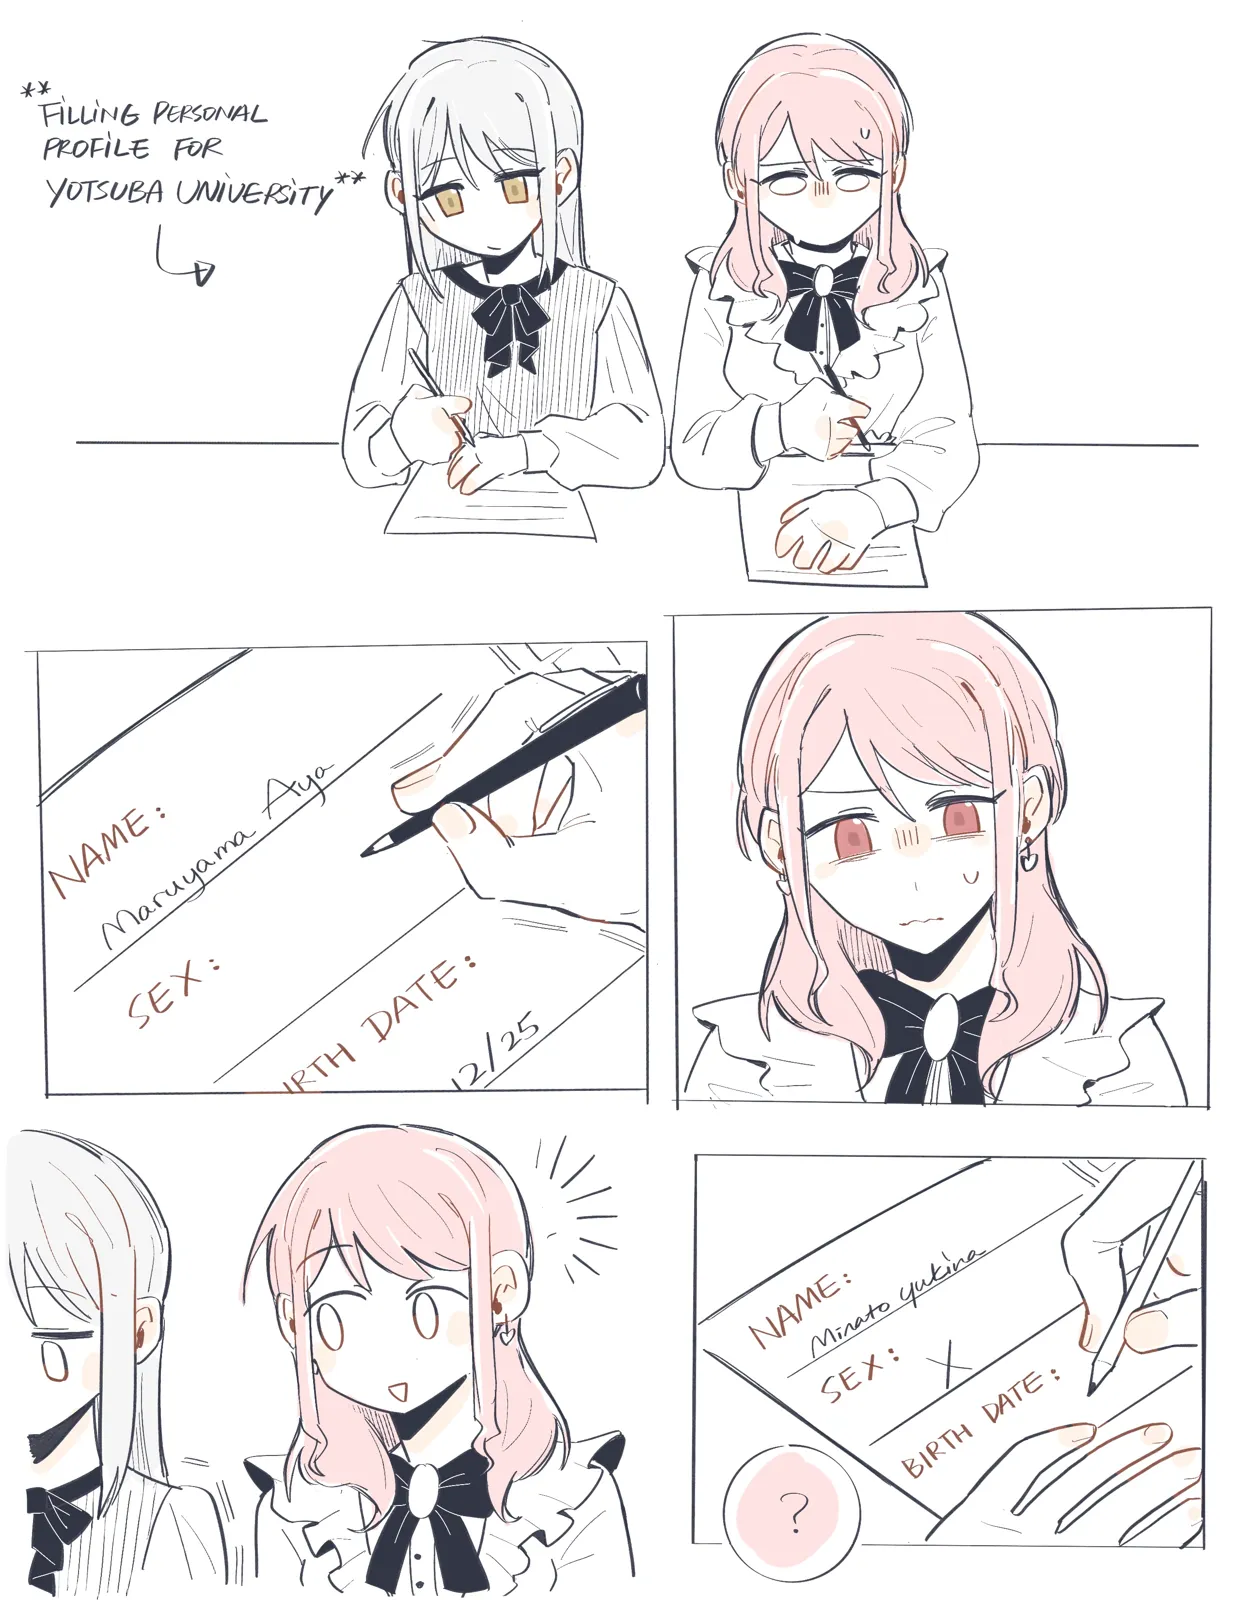 **
FILLING PERSONAL
PROFILE FOR
YOTSUBA UNIVERSITY**
NAME:
Maruyama Aya
SEX:
IRTH DATE:
12/25
NAME:
Minato yukina
SEX: X
BIRTH DATE:
?